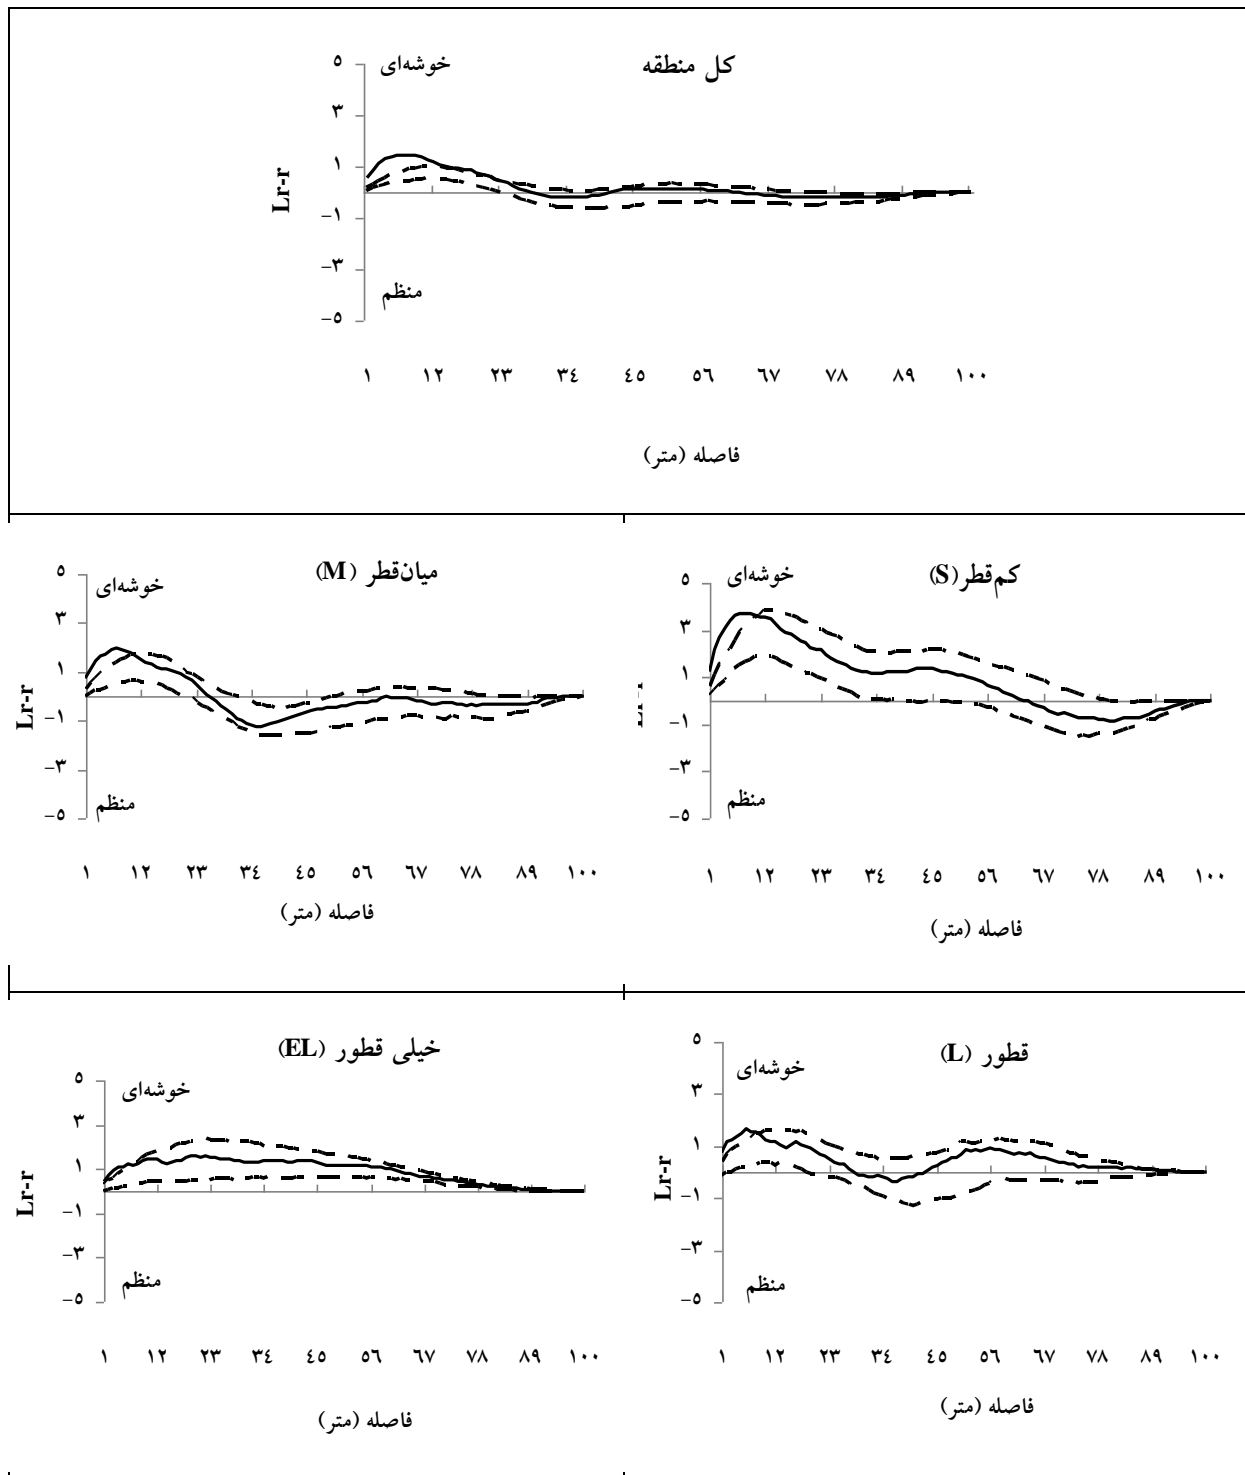 کل منطقه
خوشه‌ای
۵
۳
۱
−۱
−۳
−۵
Lr-r
منظم
۱ ۱۲ ۲۳ ۳٤ ٤۵ ۵٦ ٦۷ ۷۸ ۸۹ ۱۰۰
فاصله (متر)
کم‌قطر(S)
خوشه‌ای
۵
۳
۱
−۱
−۳
−۵
منظم
۱ ۱۲ ۲۳ ۳٤ ٤۵ ۵٦ ٦۷ ۷۸ ۸۹ ۱۰۰
فاصله (متر)
میان‌قطر (M)
خوشه‌ای
۵
۳
۱
−۱
−۳
−۵
Lr-r
منظم
۱ ۱۲ ۲۳ ۳٤ ٤۵ ۵٦ ٦۷ ۷۸ ۸۹ ۱۰۰
فاصله (متر)
قطور (L)
خوشه‌ای
۵
۳
۱
−۱
−۳
−۵
Lr-r
منظم
۱ ۱۲ ۲۳ ۳٤ ٤۵ ۵٦ ٦۷ ۷۸ ۸۹ ۱۰۰
فاصله (متر)
خیلی قطور (EL)
خوشه‌ای
۵
۳
۱
−۱
−۳
−۵
Lr-r
منظم
۱ ۱۲ ۲۳ ۳٤ ٤۵ ۵٦ ٦۷ ۷۸ ۸۹ ۱۰۰
فاصله (متر)